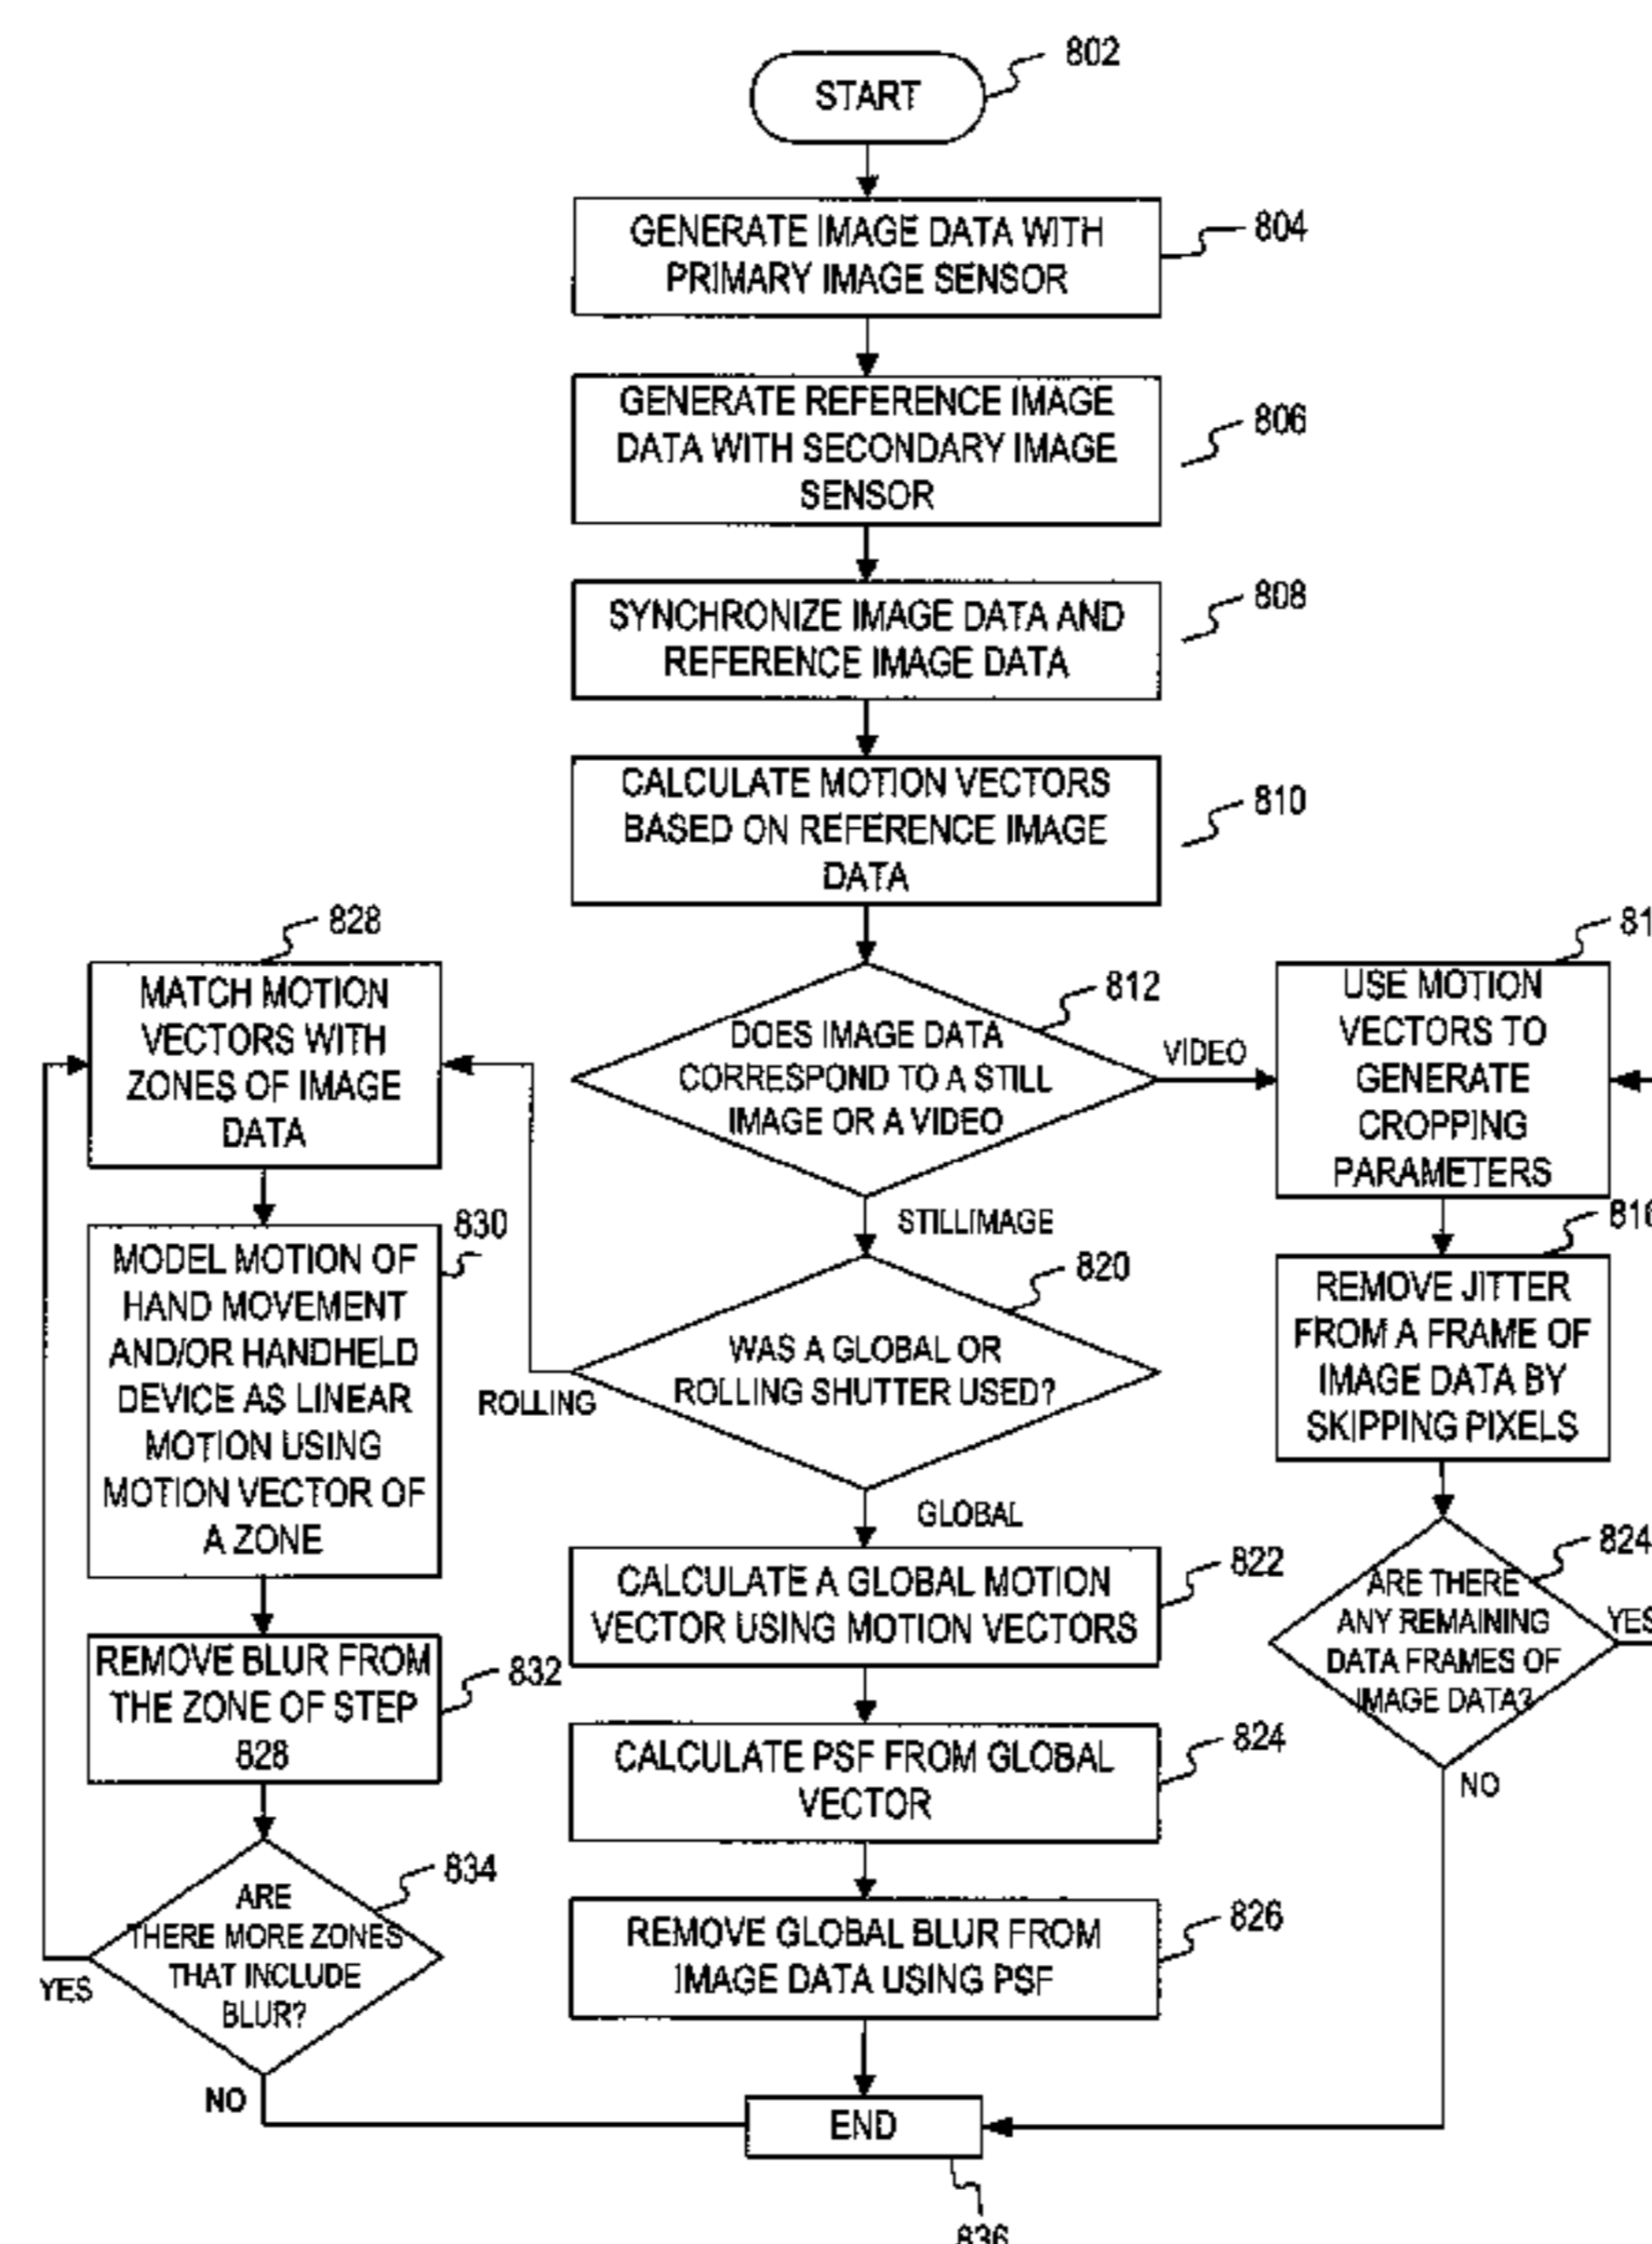 802
START
GENERATE IMAGE DATA WITH
PRIMARY IMAGE SENSOR
804
GENERATE REFERENCE IMAGE
DATA WITH SECONDARY IMAGE
SENSOR
806
SYNCHRONIZE IMAGE DATA AND
REFERENCE IMAGE DATA
808
CALCULATE MOTION VECTORS
BASED ON REFERENCE IMAGE
DATA
810
828
MATCH MOTION
VECTORS WITH
ZONES OF IMAGE
DATA
812
DOES IMAGE DATA
CORRESPOND TO A STILL
IMAGE OR A VIDEO
VIDEO
USE MOTION
VECTORS TO
GENERATE
CROPPING
PARAMETERS
STILLIMAGE
830
MODEL MOTION OF
HAND MOVEMENT
AND/OR HANDHELD
DEVICE AS LINEAR
MOTION USING
MOTION VECTOR OF
A ZONE
820
WAS A GLOBAL OR
ROLLING SHUTTER USED?
ROLLING
GLOBAL
REMOVE JITTER
FROM A FRAME OF
IMAGE DATA BY
SKIPPING PIXELS
824
ARE THERE
ANY REMAINING
DATA FRAMES OF
IMAGE DATA?
YES
NO
CALCULATE A GLOBAL MOTION
VECTOR USING MOTION VECTORS
822
REMOVE BLUR FROM
THE ZONE OF STEP
828
832
CALCULATE PSF FROM GLOBAL
VECTOR
824
834
ARE
THERE MORE ZONES
THAT INCLUDE
BLUR?
YES
NO
REMOVE GLOBAL BLUR FROM
IMAGE DATA USING PSF
826
END
836